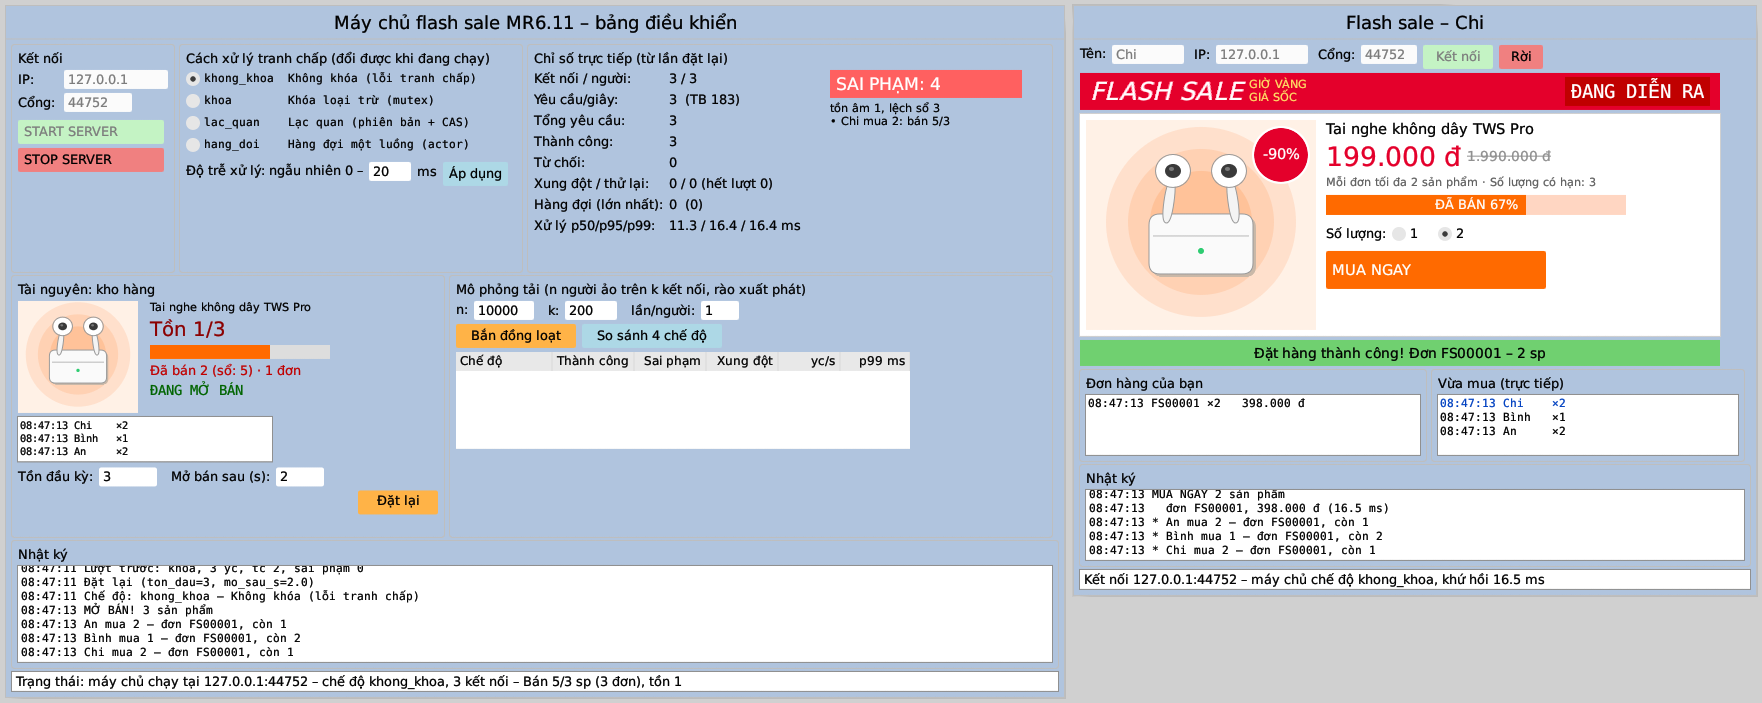 Máy chủ flash sale MR6.11 – bảng điều khiển
Kết nối
IP: 127.0.0.1
Cổng: 44752
START SERVER
STOP SERVER
Cách xử lý tranh chấp (đổi được khi đang chạy)
khong_khoa Không khóa (lỗi tranh chấp)
khoa Khóa loại trừ (mutex)
lac_quan Lạc quan (phiên bản + CAS)
hang_doi Hàng đợi một luồng (actor)
Độ trễ xử lý: ngẫu nhiên 0 – 20 ms Áp dụng
Chỉ số trực tiếp (từ lần đặt lại)
Kết nối / người: 3 / 3
Yêu cầu/giây: 3 (TB 183)
Tổng yêu cầu: 3
Thành công: 3
Từ chối: 0
Xung đột / thử lại: 0 / 0 (hết lượt 0)
Hàng đợi (lớn nhất): 0 (0)
Xử lý p50/p95/p99: 11.3 / 16.4 / 16.4 ms
SAI PHẠM: 4
tồn âm 1, lệch sổ 3
• Chi mua 2: bán 5/3
Tài nguyên: kho hàng
Tai nghe không dây TWS Pro
Tồn 1/3
Đã bán 2 (sổ: 5) · 1 đơn
ĐANG MỞ BÁN
08:47:13 Chi ×2
08:47:13 Bình ×1
08:47:13 An ×2
Tồn đầu kỳ: 3 Mở bán sau (s): 2
Đặt lại
Mô phỏng tải (n người ảo trên k kết nối, rào xuất phát)
n: 10000 k: 200 lần/người: 1
Bắn đồng loạt So sánh 4 chế độ
Chế độ Thành công Sai phạm Xung đột yc/s p99 ms
Nhật ký
08:47:11 Lượt trước: khoa, 3 yc, tc 2, sai phạm 0
08:47:11 Đặt lại (ton_dau=3, mo_sau_s=2.0)
08:47:11 Chế độ: khong_khoa – Không khóa (lỗi tranh chấp)
08:47:13 MỞ BÁN! 3 sản phẩm
08:47:13 An mua 2 – đơn FS00001, còn 1
08:47:13 Bình mua 1 – đơn FS00001, còn 2
08:47:13 Chi mua 2 – đơn FS00001, còn 1
Trạng thái: máy chủ chạy tại 127.0.0.1:44752 – chế độ khong_khoa, 3 kết nối – Bán 5/3 sp (3 đơn), tồn 1
Flash sale – Chi
Tên: Chi IP: 127.0.0.1 Cổng: 44752 Kết nối Rời
FLASH SALE GIỜ VÀNG GIÁ SỐC ĐANG DIỄN RA
-90%
Tai nghe không dây TWS Pro
199.000 đ 1.990.000 đ
Mỗi đơn tối đa 2 sản phẩm · Số lượng có hạn: 3
ĐÃ BÁN 67%
Số lượng: 1 2
MUA NGAY
Đặt hàng thành công! Đơn FS00001 – 2 sp
Đơn hàng của bạn
08:47:13 FS00001 ×2 398.000 đ
Vừa mua (trực tiếp)
08:47:13 Chi ×2
08:47:13 Bình ×1
08:47:13 An ×2
Nhật ký
08:47:13 MUA NGAY 2 sản phẩm
08:47:13 đơn FS00001, 398.000 đ (16.5 ms)
08:47:13 * An mua 2 – đơn FS00001, còn 1
08:47:13 * Bình mua 1 – đơn FS00001, còn 2
08:47:13 * Chi mua 2 – đơn FS00001, còn 1
Kết nối 127.0.0.1:44752 – máy chủ chế độ khong_khoa, khứ hồi 16.5 ms